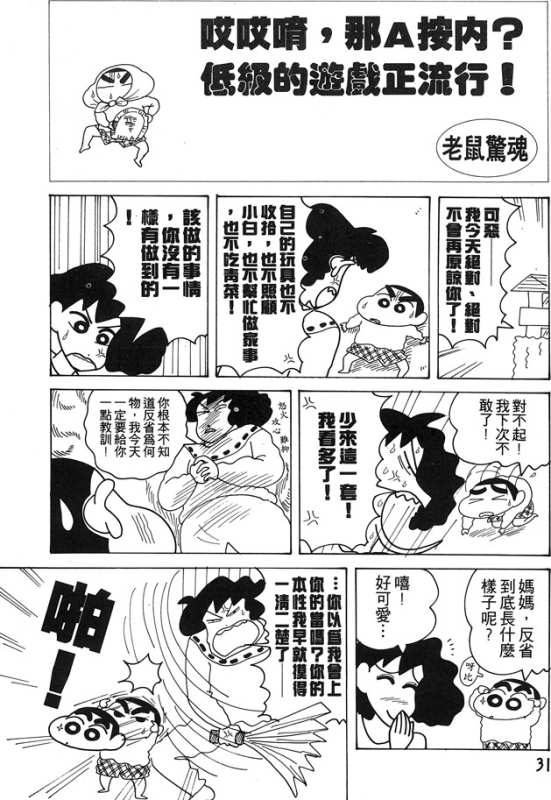 哎哎唷，那A按內？
低級的遊戲正流行！
老鼠驚魂
可惡──
我今天絕對、絕對
不會再原諒你了！
自己的玩具也不
收拾，也不照顧
小白，也不幫忙做家事
，也不吃青菜！
該做的事情
，你沒有一
樣有做到的
！
對不起！
我下次不
敢了！
少來這一套！
我看多了！
怒火
攻心
難抑
你根本不知
道反省為何
物，我今天
一定要給你
一點教訓！
媽媽，反省
到底長什麼
樣子呢？
呼
比
嘻！
好可愛…
…你以為我會上
你的當嗎？你的
本性我早就摸得
一清二楚了──
啪！
31